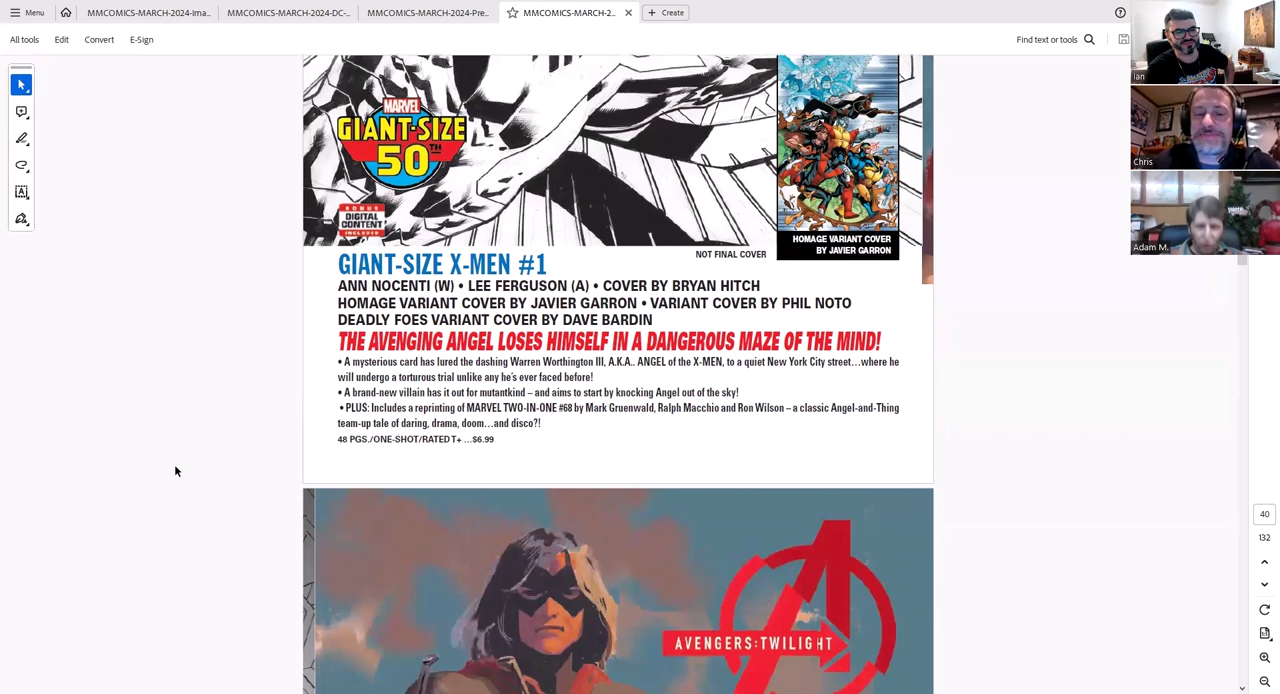 Menu
MMCOMICS-MARCH-2024-Ima...
MMCOMICS-MARCH-2024-DC-...
MMCOMICS-MARCH-2024-Pre...
MMCOMICS-MARCH-2...
Create
All tools
Edit
Convert
E-Sign
Find text or tools
Ian
Chris
Adam M.
MARVEL
GIANT-SIZE
50TH
BONUS
DIGITAL
CONTENT
INCLUDED
HOMAGE VARIANT COVER
BY JAVIER GARRON
NOT FINAL COVER
GIANT-SIZE X-MEN #1
ANN NOCENTI (W) • LEE FERGUSON (A) • COVER BY BRYAN HITCH
HOMAGE VARIANT COVER BY JAVIER GARRON • VARIANT COVER BY PHIL NOTO
DEADLY FOES VARIANT COVER BY DAVE BARDIN
THE AVENGING ANGEL LOSES HIMSELF IN A DANGEROUS MAZE OF THE MIND!
• A mysterious card has lured the dashing Warren Worthington III, A.K.A.. ANGEL of the X-MEN, to a quiet New York City street…where he
will undergo a torturous trial unlike any he's ever faced before!
• A brand-new villain has it out for mutantkind – and aims to start by knocking Angel out of the sky!
• PLUS: Includes a reprinting of MARVEL TWO-IN-ONE #68 by Mark Gruenwald, Ralph Macchio and Ron Wilson – a classic Angel-and-Thing
team-up tale of daring, drama, doom…and disco?!
48 PGS./ONE-SHOT/RATED T+ …$6.99
40
132
AVENGERS:TWILIGHT